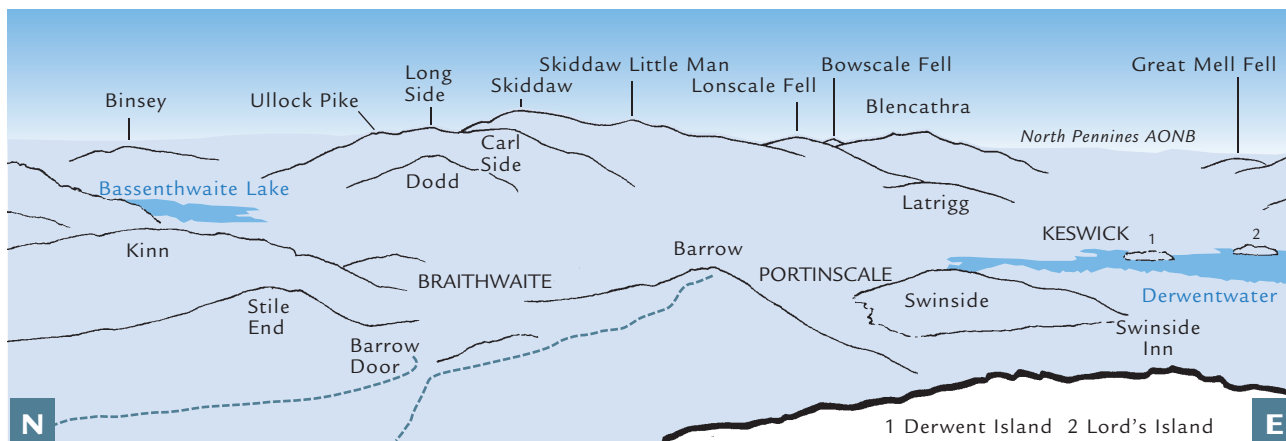 Binsey
Ullock Pike
Long
Side
Skiddaw
Skiddaw Little Man
Lonscale Fell
Bowscale Fell
Blencathra
Great Mell Fell
North Pennines AONB
Carl
Side
Dodd
Bassenthwaite Lake
Latrigg
Kinn
Barrow
KESWICK
1
2
BRAITHWAITE
PORTINSCALE
Swinside
Derwentwater
Stile
End
Swinside
Inn
Barrow
Door
N
1 Derwent Island 2 Lord's Island
E